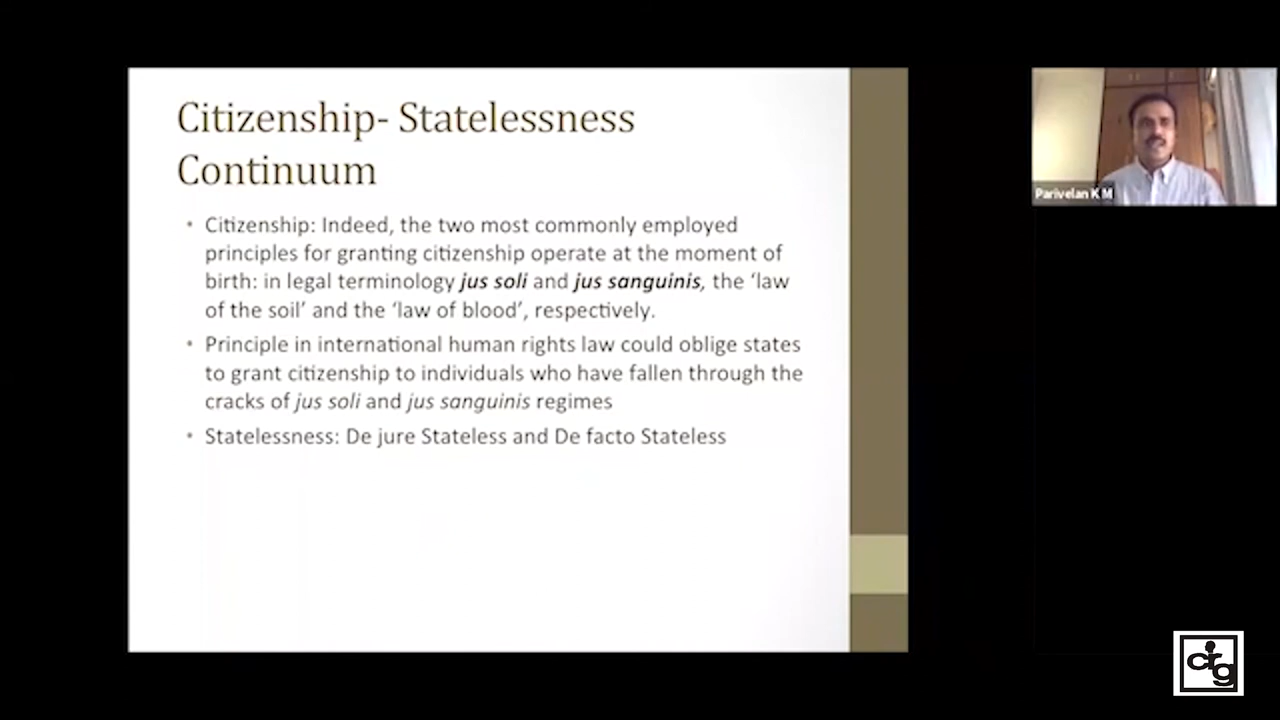 Citizenship- Statelessness
Continuum
• Citizenship: Indeed, the two most commonly employed
principles for granting citizenship operate at the moment of
birth: in legal terminology jus soli and jus sanguinis, the ‘law
of the soil’ and the ‘law of blood’, respectively.
• Principle in international human rights law could oblige states
to grant citizenship to individuals who have fallen through the
cracks of jus soli and jus sanguinis regimes
• Statelessness: De jure Stateless and De facto Stateless
Parivelan K M
crg